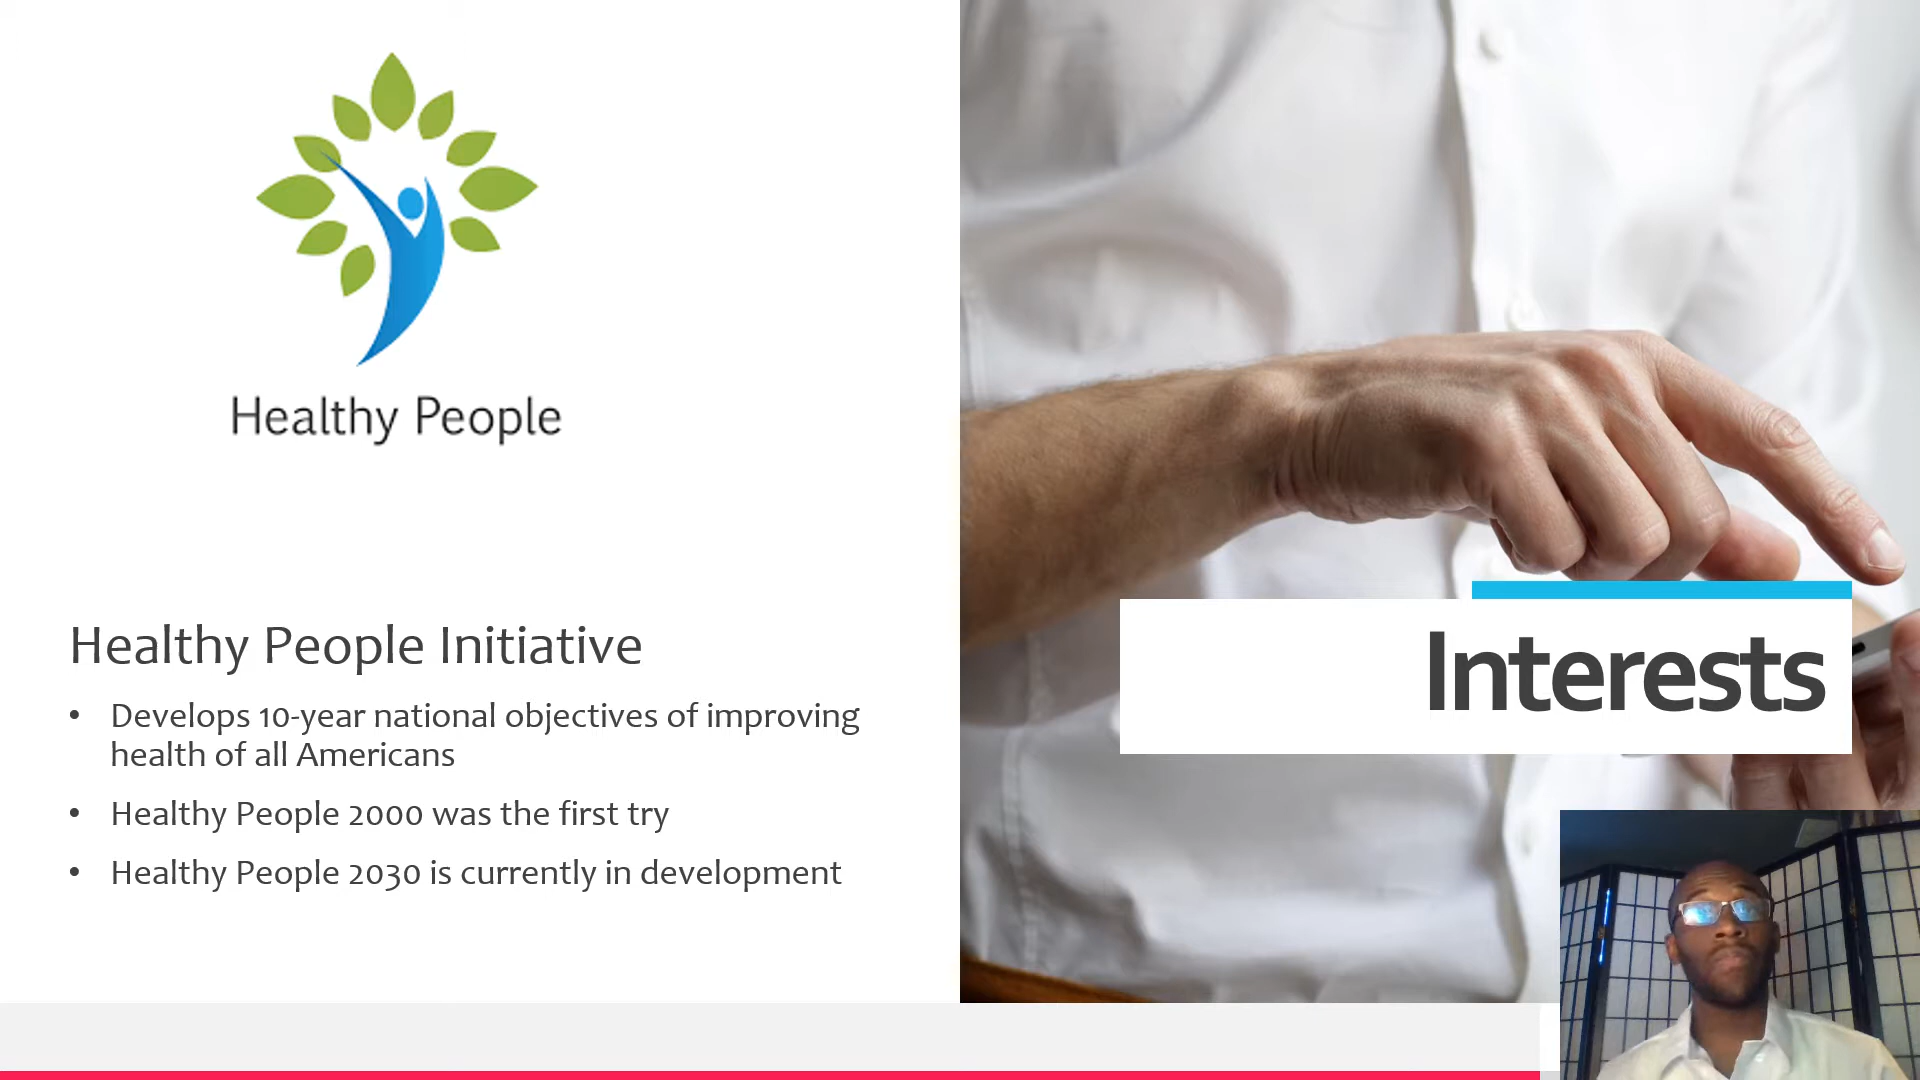 Healthy People
Healthy People Initiative
• Develops 10-year national objectives of improving
health of all Americans
• Healthy People 2000 was the first try
• Healthy People 2030 is currently in development
Interests